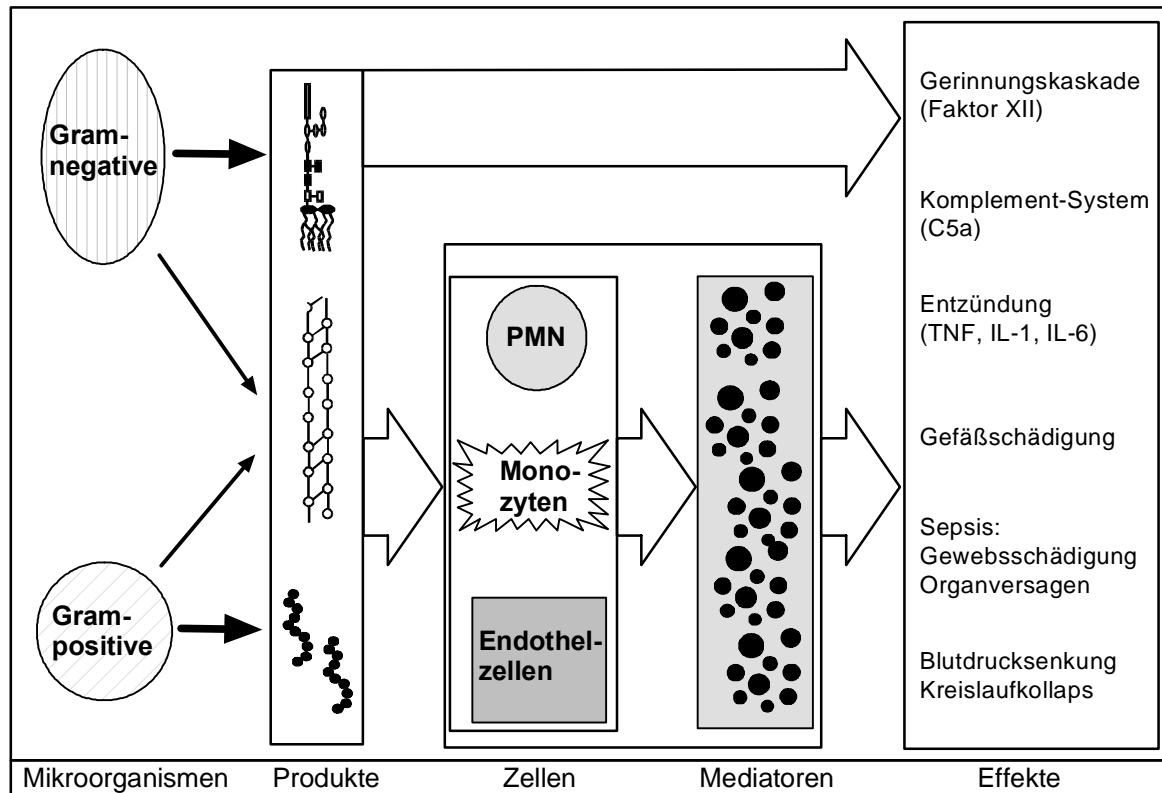 Gram-
negative
Gram-
positive
PMN
Mono-
zyten
Endothel-
zellen
Gerinnungskaskade
(Faktor XII)
Komplement-System
(C5a)
Entzündung
(TNF, IL-1, IL-6)
Gefäßschädigung
Sepsis:
Gewebsschädigung
Organversagen
Blutdrucksenkung
Kreislaufkollaps
Mikroorganismen Produkte Zellen Mediatoren Effekte